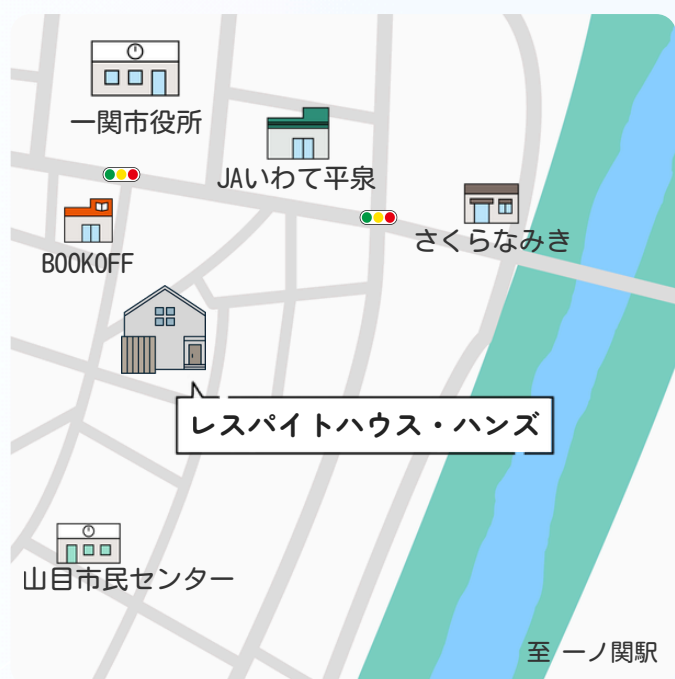 一関市役所
JAいわて平泉
さくらなみき
BOOKOFF
レスパイトハウス・ハンズ
山目市民センター
至 一ノ関駅